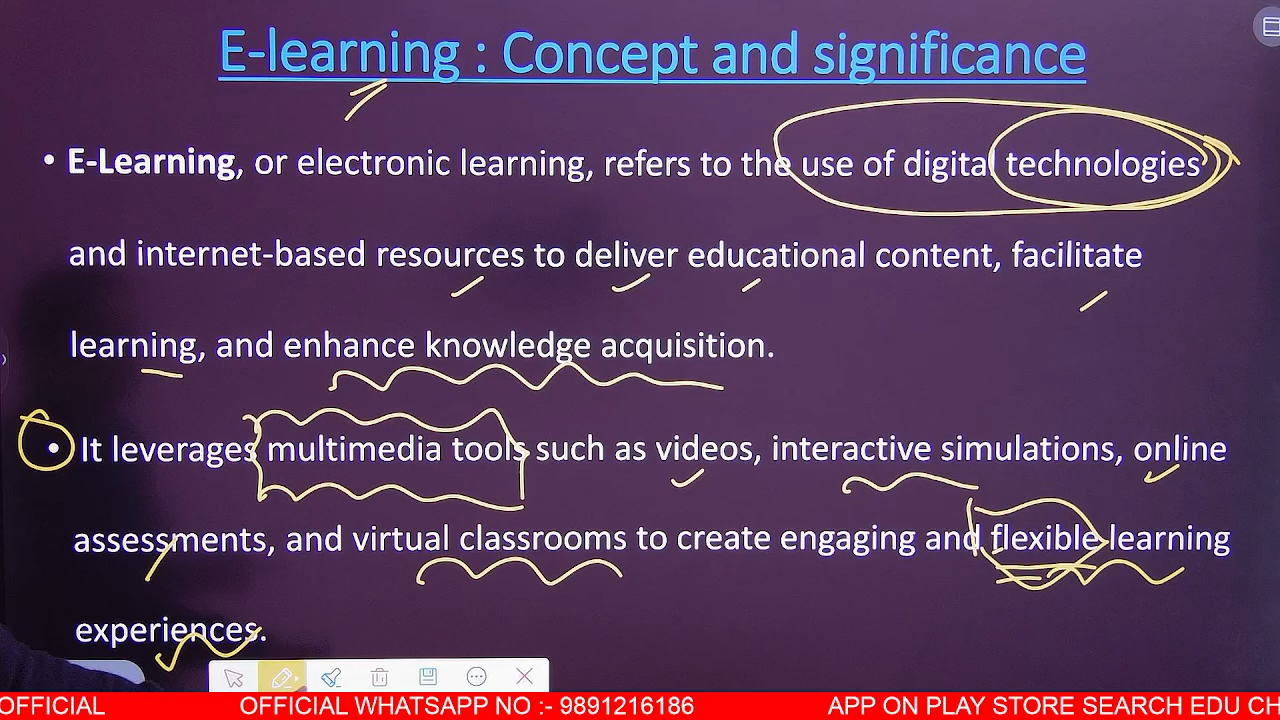 E-learning : Concept and significance
• E-Learning, or electronic learning, refers to the use of digital technologies
and internet-based resources to deliver educational content, facilitate
learning, and enhance knowledge acquisition.
• It leverages multimedia tools such as videos, interactive simulations, online
assessments, and virtual classrooms to create engaging and flexible learning
experiences.
OFFICIAL OFFICIAL WHATSAPP NO :- 9891216186 APP ON PLAY STORE SEARCH EDU CH